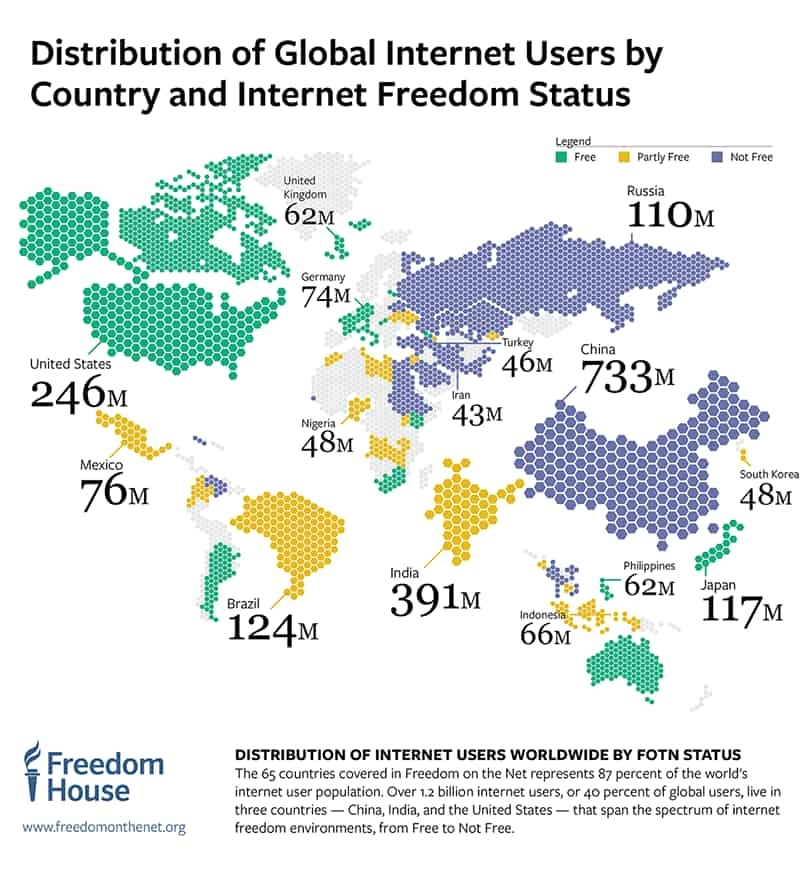 Distribution of Global Internet Users by
Country and Internet Freedom Status
Legend
Free
Partly Free
Not Free
United
Kingdom
62M
Russia
110M
Germany
74M
Turkey
46M
China
733M
United States
246M
Iran
43M
Nigeria
48M
Mexico
76M
South Korea
48M
India
391M
Philippines
62M
Japan
117M
Brazil
124M
Indonesia
66M
Freedom
House
www.freedomonthenet.org
DISTRIBUTION OF INTERNET USERS WORLDWIDE BY FOTN STATUS
The 65 countries covered in Freedom on the Net represents 87 percent of the world's
internet user population. Over 1.2 billion internet users, or 40 percent of global users, live in
three countries — China, India, and the United States — that span the spectrum of internet
freedom environments, from Free to Not Free.